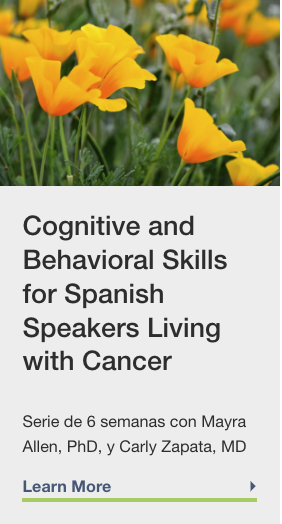 Cognitive and
Behavioral Skills
for Spanish
Speakers Living
with Cancer
Serie de 6 semanas con Mayra
Allen, PhD, y Carly Zapata, MD
Learn More